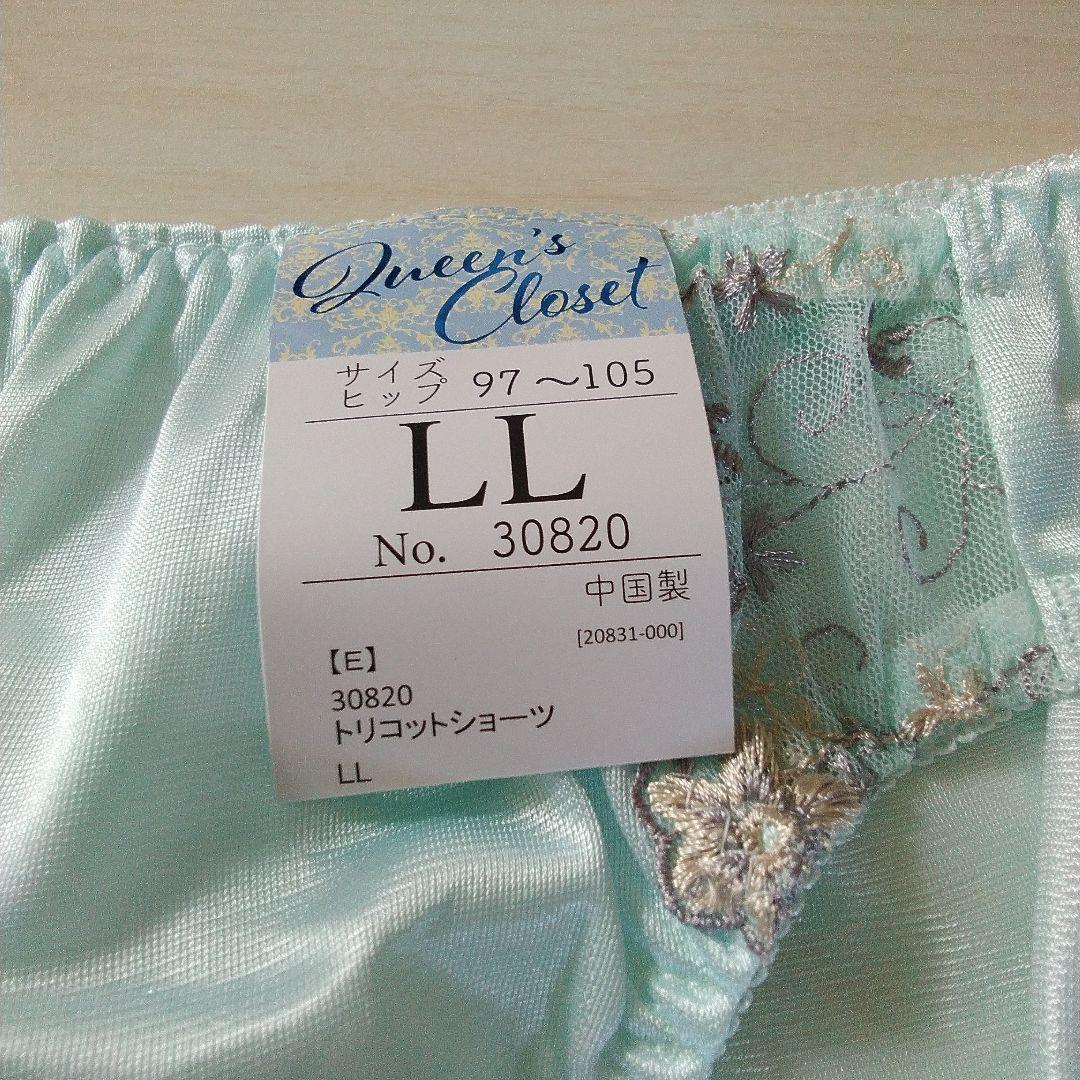 Queen's
Closet
サイズ
ヒップ 97～105
LL
No. 30820
中国製
[20831-000]
【E】
30820
トリコットショーツ
LL